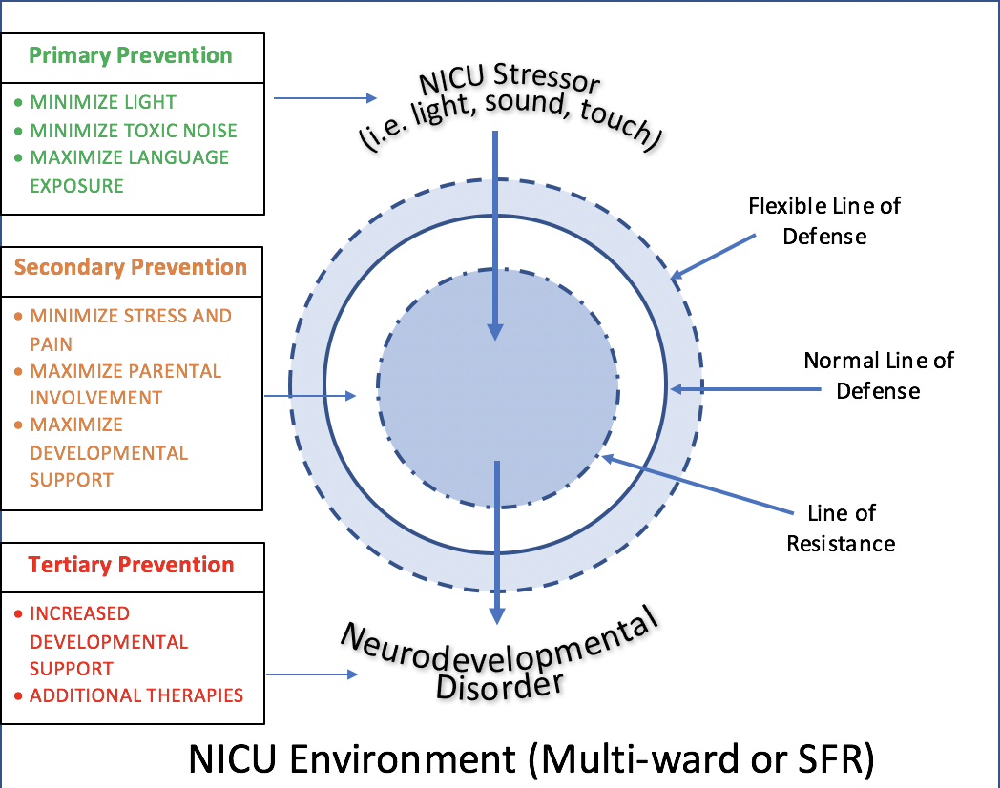 Primary Prevention
• MINIMIZE LIGHT
• MINIMIZE TOXIC NOISE
• MAXIMIZE LANGUAGE
EXPOSURE
Secondary Prevention
• MINIMIZE STRESS AND
PAIN
• MAXIMIZE PARENTAL
INVOLVEMENT
• MAXIMIZE
DEVELOPMENTAL
SUPPORT
Tertiary Prevention
• INCREASED
DEVELOPMENTAL
SUPPORT
• ADDITIONAL THERAPIES
NICU Stressor
(i.e. light, sound, touch)
Flexible Line of
Defense
Normal Line of
Defense
Line of
Resistance
Neurodevelopmental
Disorder
NICU Environment (Multi-ward or SFR)